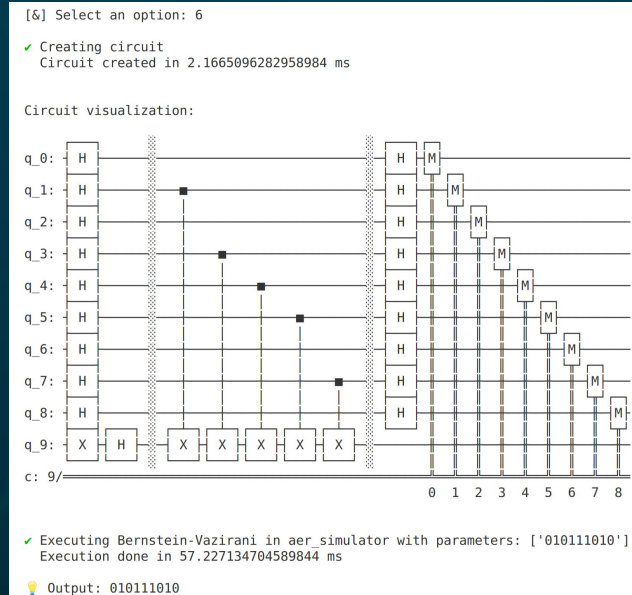 [&] Select an option: 6
✔ Creating circuit
Circuit created in 2.1665096282958984 ms
Circuit visualization:
q_0: H H M
q_1: H H M
q_2: H H M
q_3: H H M
q_4: H H M
q_5: H H M
q_6: H H M
q_7: H H M
q_8: H H M
q_9: X H X X X X X
c: 9/
0 1 2 3 4 5 6 7 8
✔ Executing Bernstein-Vazirani in aer_simulator with parameters: ['010111010']
Execution done in 57.227134704589844 ms
💡 Output: 010111010